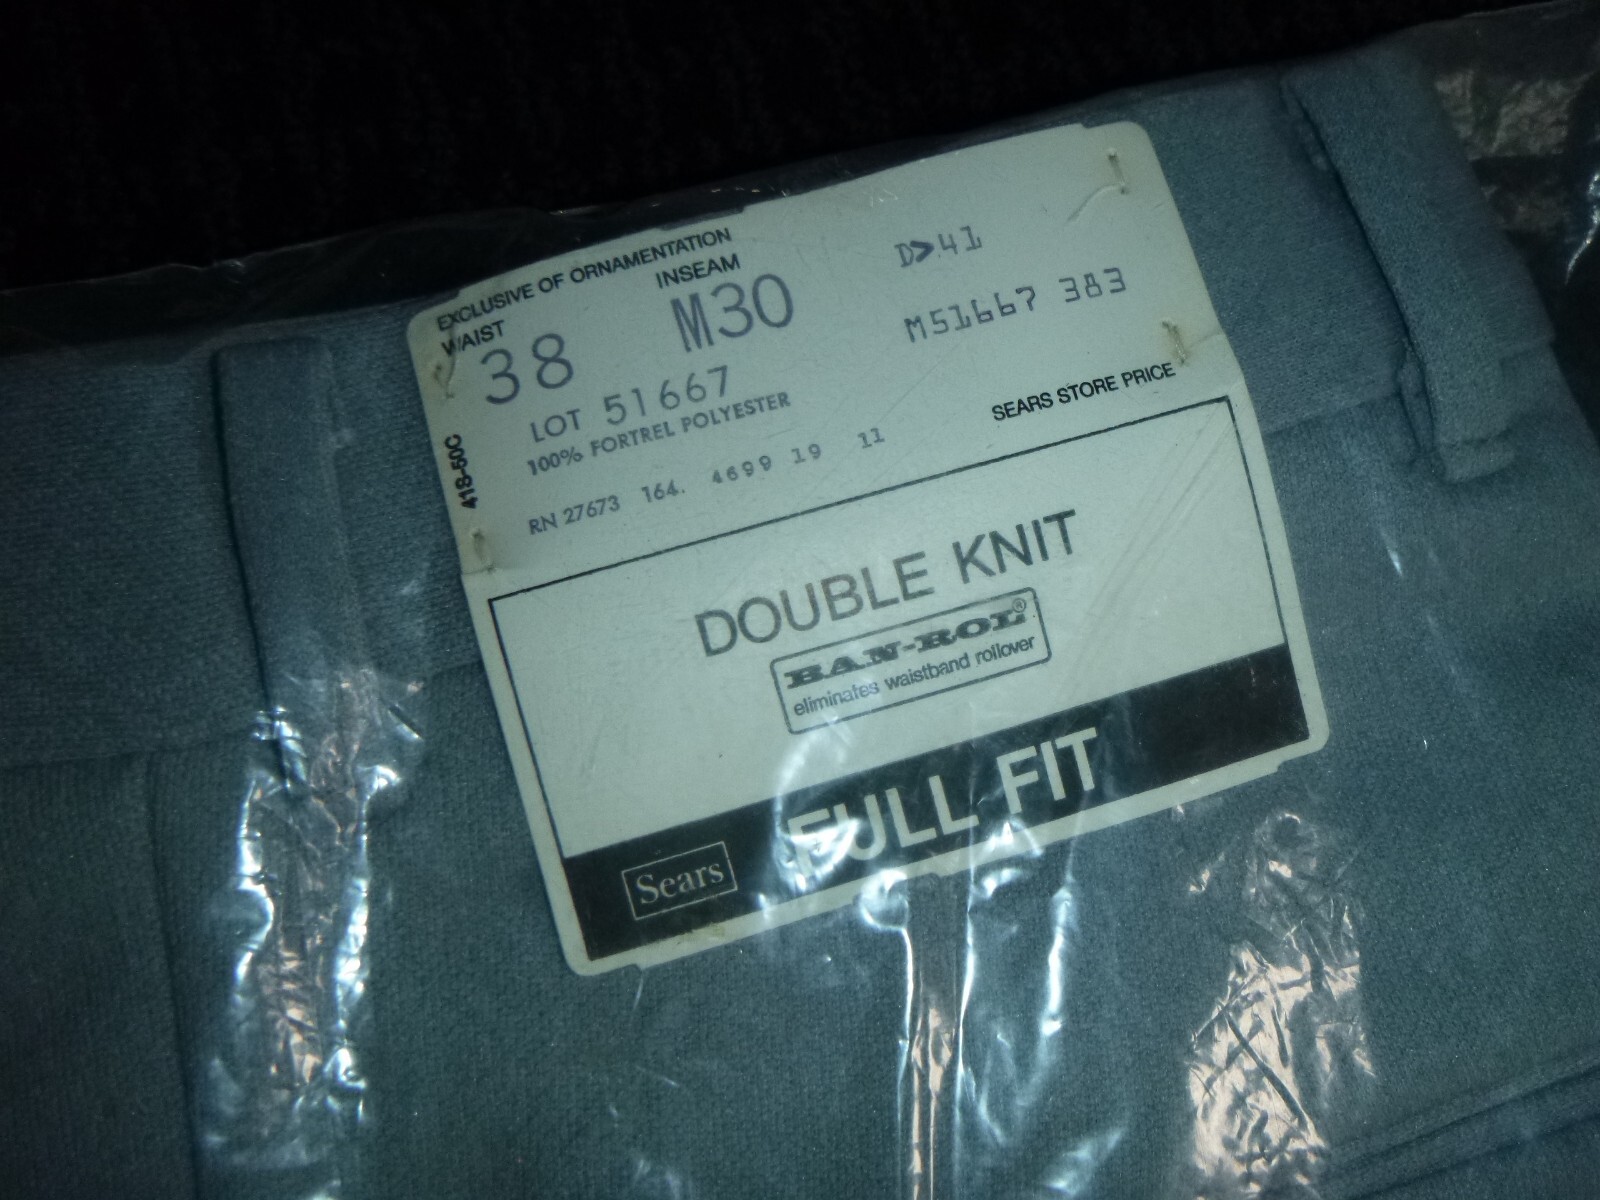 EXCLUSIVE OF ORNAMENTATION
WAIST INSEAM
38 M30
D>41
LOT 51667
M51667 383
100% FORTREL POLYESTER
RN 27673 164. 4699 19 11
SEARS STORE PRICE
41S-50C
DOUBLE KNIT
BAN-ROL®
eliminates waistband rollover
FULL FIT
Sears